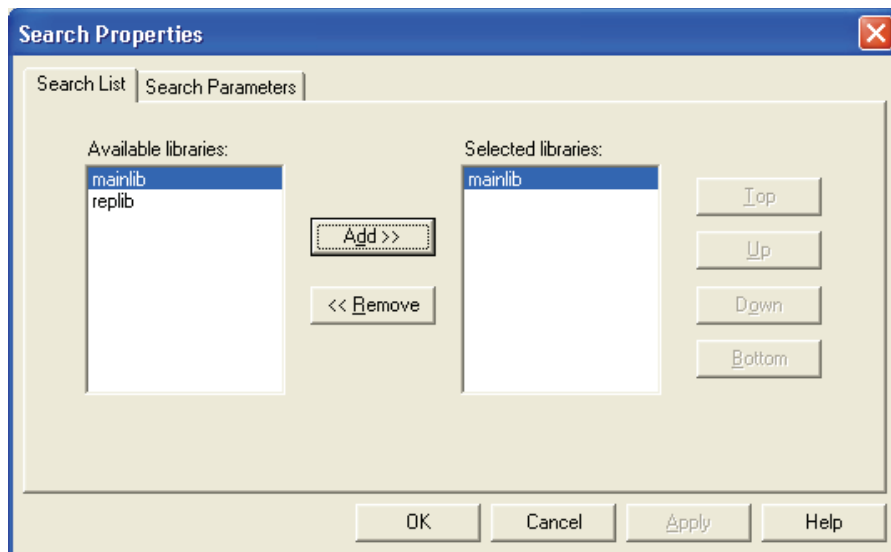 Search Properties
Search List Search Parameters
Available libraries: Selected libraries:
mainlib mainlib
replib
Top
Add >>
Up
<< Remove
Down
Bottom
OK Cancel Apply Help